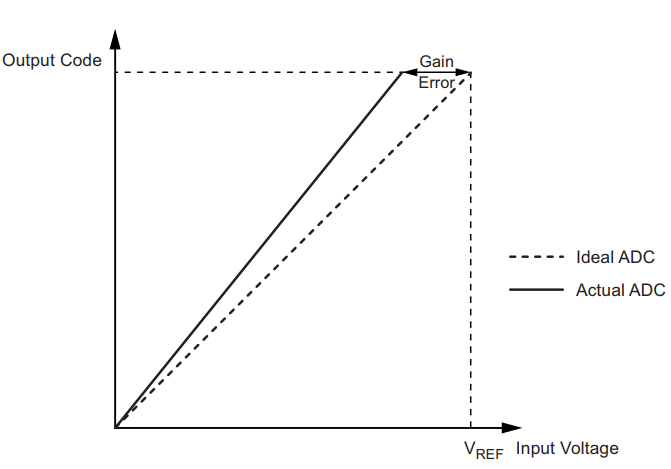 Output Code
Gain
Error
Ideal ADC
Actual ADC
VREF Input Voltage